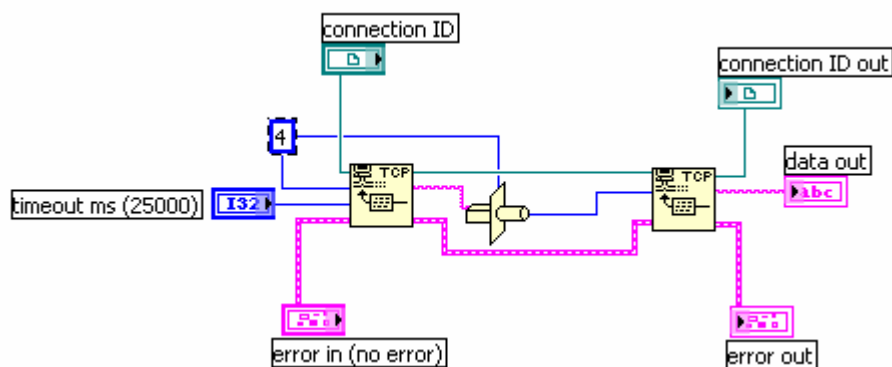 connection ID
connection ID out
4
TCP
TCP
data out
abc
timeout ms (25000)
I32
error in (no error)
error out